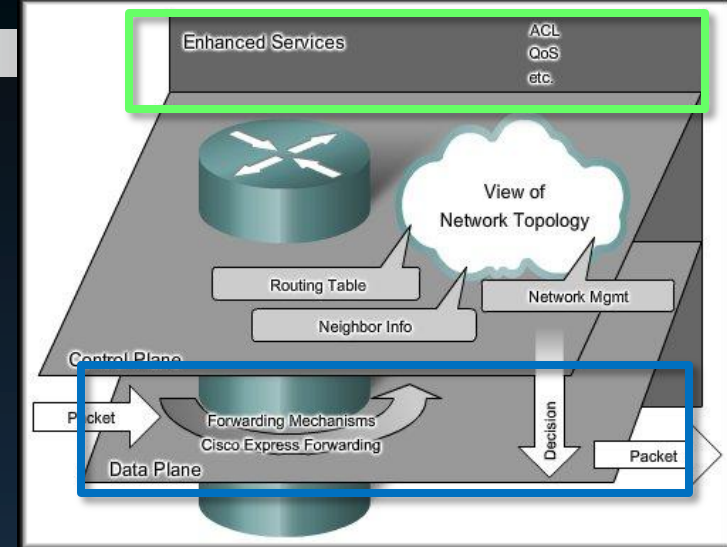 Enhanced Services
ACL
QoS
etc.
View of
Network Topology
Routing Table
Network Mgmt
Neighbor Info
Control Plane
Packet
Forwarding Mechanisms
Cisco Express Forwarding
Decision
Packet
Data Plane